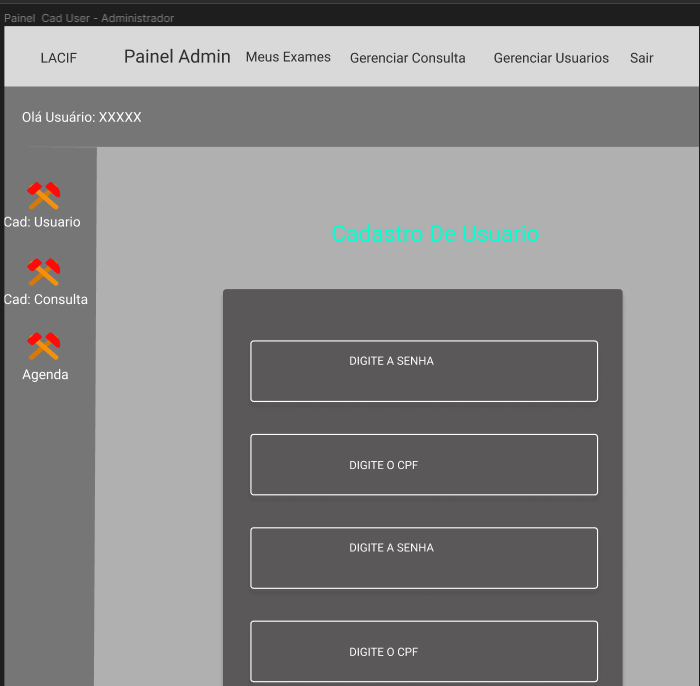 Painel Cad User - Administrador
LACIF Painel Admin Meus Exames Gerenciar Consulta Gerenciar Usuarios Sair
Olá Usuário: XXXXX
Cad: Usuario
Cad: Consulta
Agenda
Cadastro De Usuario
DIGITE A SENHA
DIGITE O CPF
DIGITE A SENHA
DIGITE O CPF